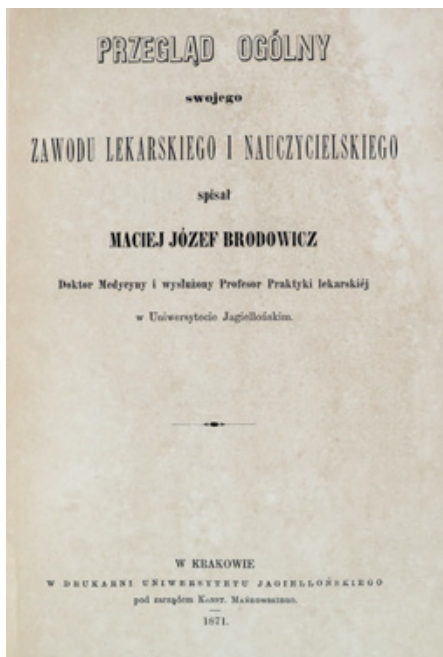 PRZEGLĄD OGÓLNY
swojego
ZAWODU LEKARSKIEGO I NAUCZYCIELSKIEGO
spisał
MACIEJ JÓZEF BRODOWICZ
Doktor Medycyny i wysłużony Profesor Praktyki lekarskiéj
w Uniwersytecie Jagiellońskim.
W KRAKOWIE
W DRUKARNI UNIWERSYTETU JAGIELLOŃSKIEGO
pod zarządem Konst. Mańkowskiego.
1871.